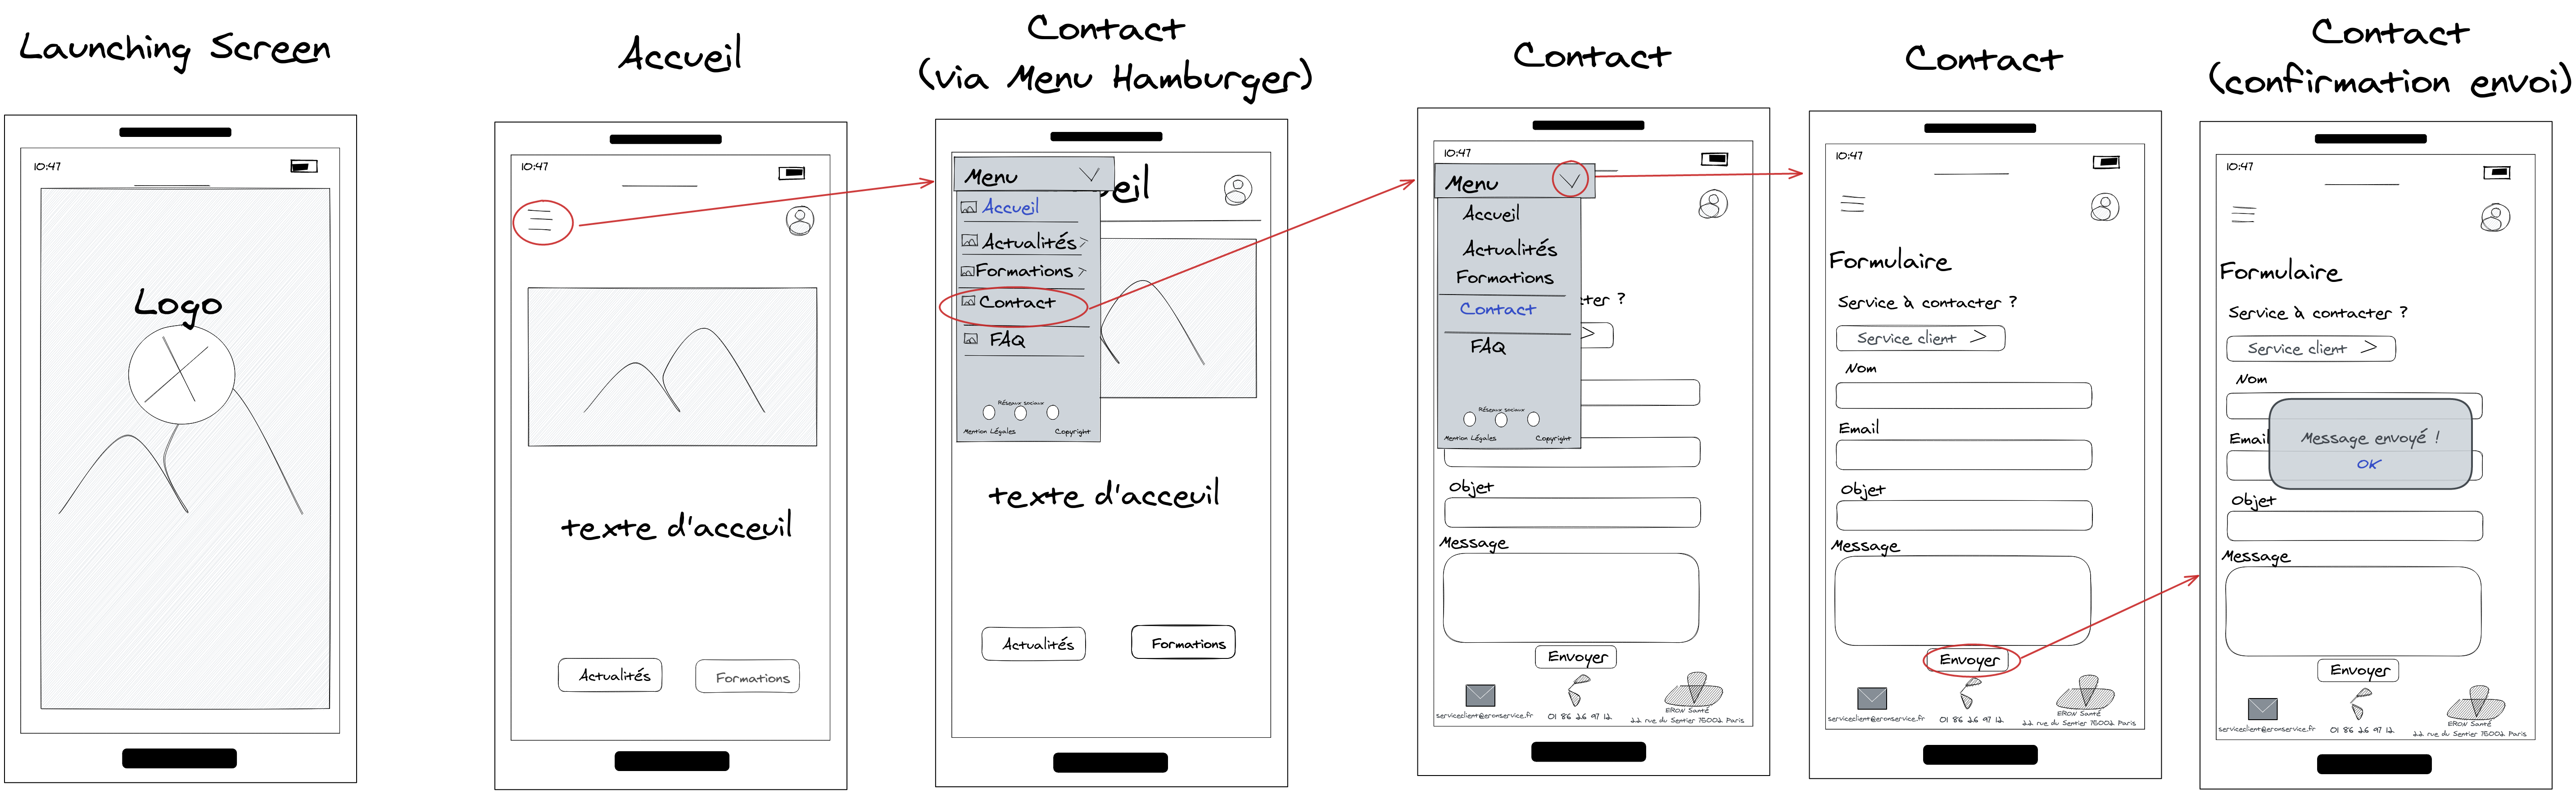 Launching Screen
10:47
Logo
Accueil
10:47
texte d'acceuil
Actualités
Formations
Contact
(via Menu Hamburger)
Menu
eil
Accueil
Actualités >
Formations >
Contact
FAQ
Réseaux sociaux
Mention Légales
Copyright
texte d'acceuil
Actualités
Formations
Contact
10:47
Menu
Accueil
Actualités
Formations
Contact
FAQ
Réseaux sociaux
Mention Légales
Copyright
cter ?
>
Objet
Message
Envoyer
serviceclient@eronservice.fr
01 86 26 97 12
ERON Santé
22 rue du Sentier 75002 Paris
Contact
10:47
Formulaire
Service à contacter ?
Service client >
Nom
Email
Objet
Message
Envoyer
serviceclient@eronservice.fr
01 86 26 97 12
ERON Santé
22 rue du Sentier 75002 Paris
Contact
(confirmation envoi)
10:47
Formulaire
Service à contacter ?
Service client >
Nom
Email
Message envoyé !
OK
Objet
Message
Envoyer
serviceclient@eronservice.fr
01 86 26 97 12
ERON Santé
22 rue du Sentier 75002 Paris